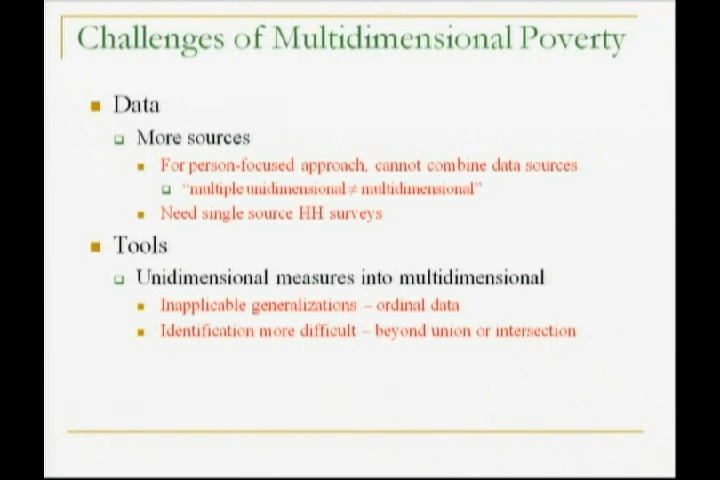 Challenges of Multidimensional Poverty
Data
More sources
For person-focused approach, cannot combine data sources
"multiple unidimensional ≠ multidimensional"
Need single source HH surveys
Tools
Unidimensional measures into multidimensional
Inapplicable generalizations – ordinal data
Identification more difficult – beyond union or intersection